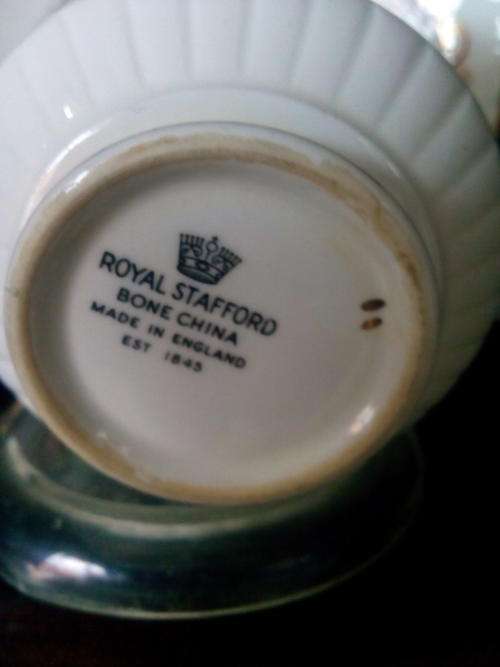 ROYAL STAFFORD
BONE CHINA
MADE IN ENGLAND
EST 1845